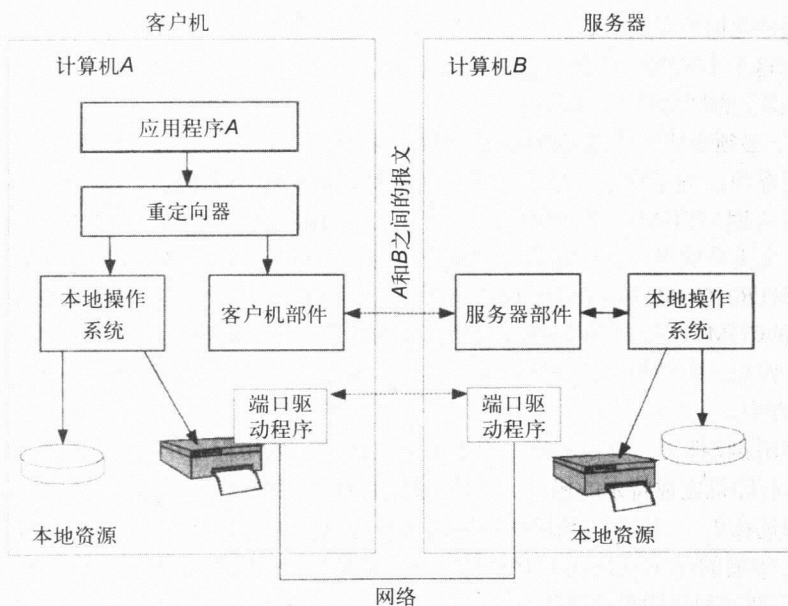 客户机
服务器
计算机A
计算机B
应用程序A
重定向器
A和B之间的报文
本地操作
系统
客户机部件
服务器部件
本地操作
系统
端口驱
动程序
端口驱
动程序
本地资源
本地资源
网络